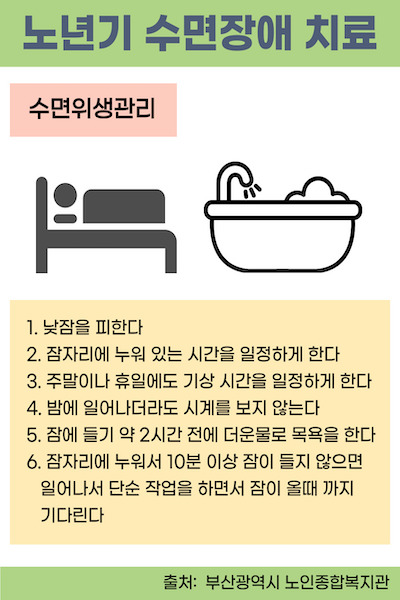 노년기 수면장애 치료
수면위생관리
1. 낮잠을 피한다
2. 잠자리에 누워 있는 시간을 일정하게 한다
3. 주말이나 휴일에도 기상 시간을 일정하게 한다
4. 밤에 일어나더라도 시계를 보지 않는다
5. 잠에 들기 약 2시간 전에 더운물로 목욕을 한다
6. 잠자리에 누워서 10분 이상 잠이 들지 않으면
일어나서 단순 작업을 하면서 잠이 올때 까지
기다린다
출처: 부산광역시 노인종합복지관